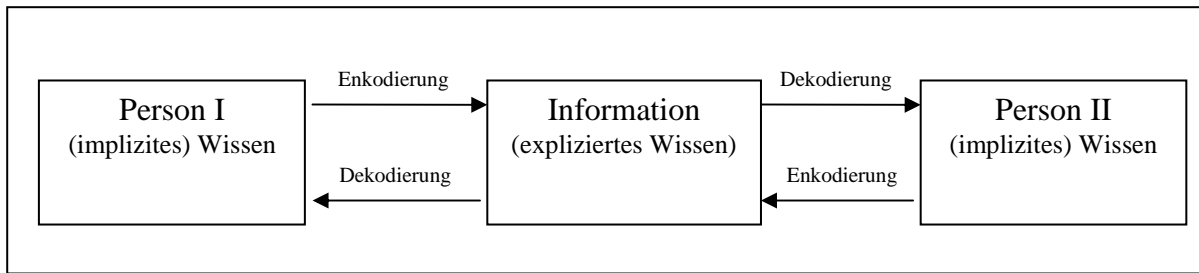 Enkodierung
Dekodierung
Person I
(implizites) Wissen
Information
(expliziertes Wissen)
Person II
(implizites) Wissen
Dekodierung
Enkodierung